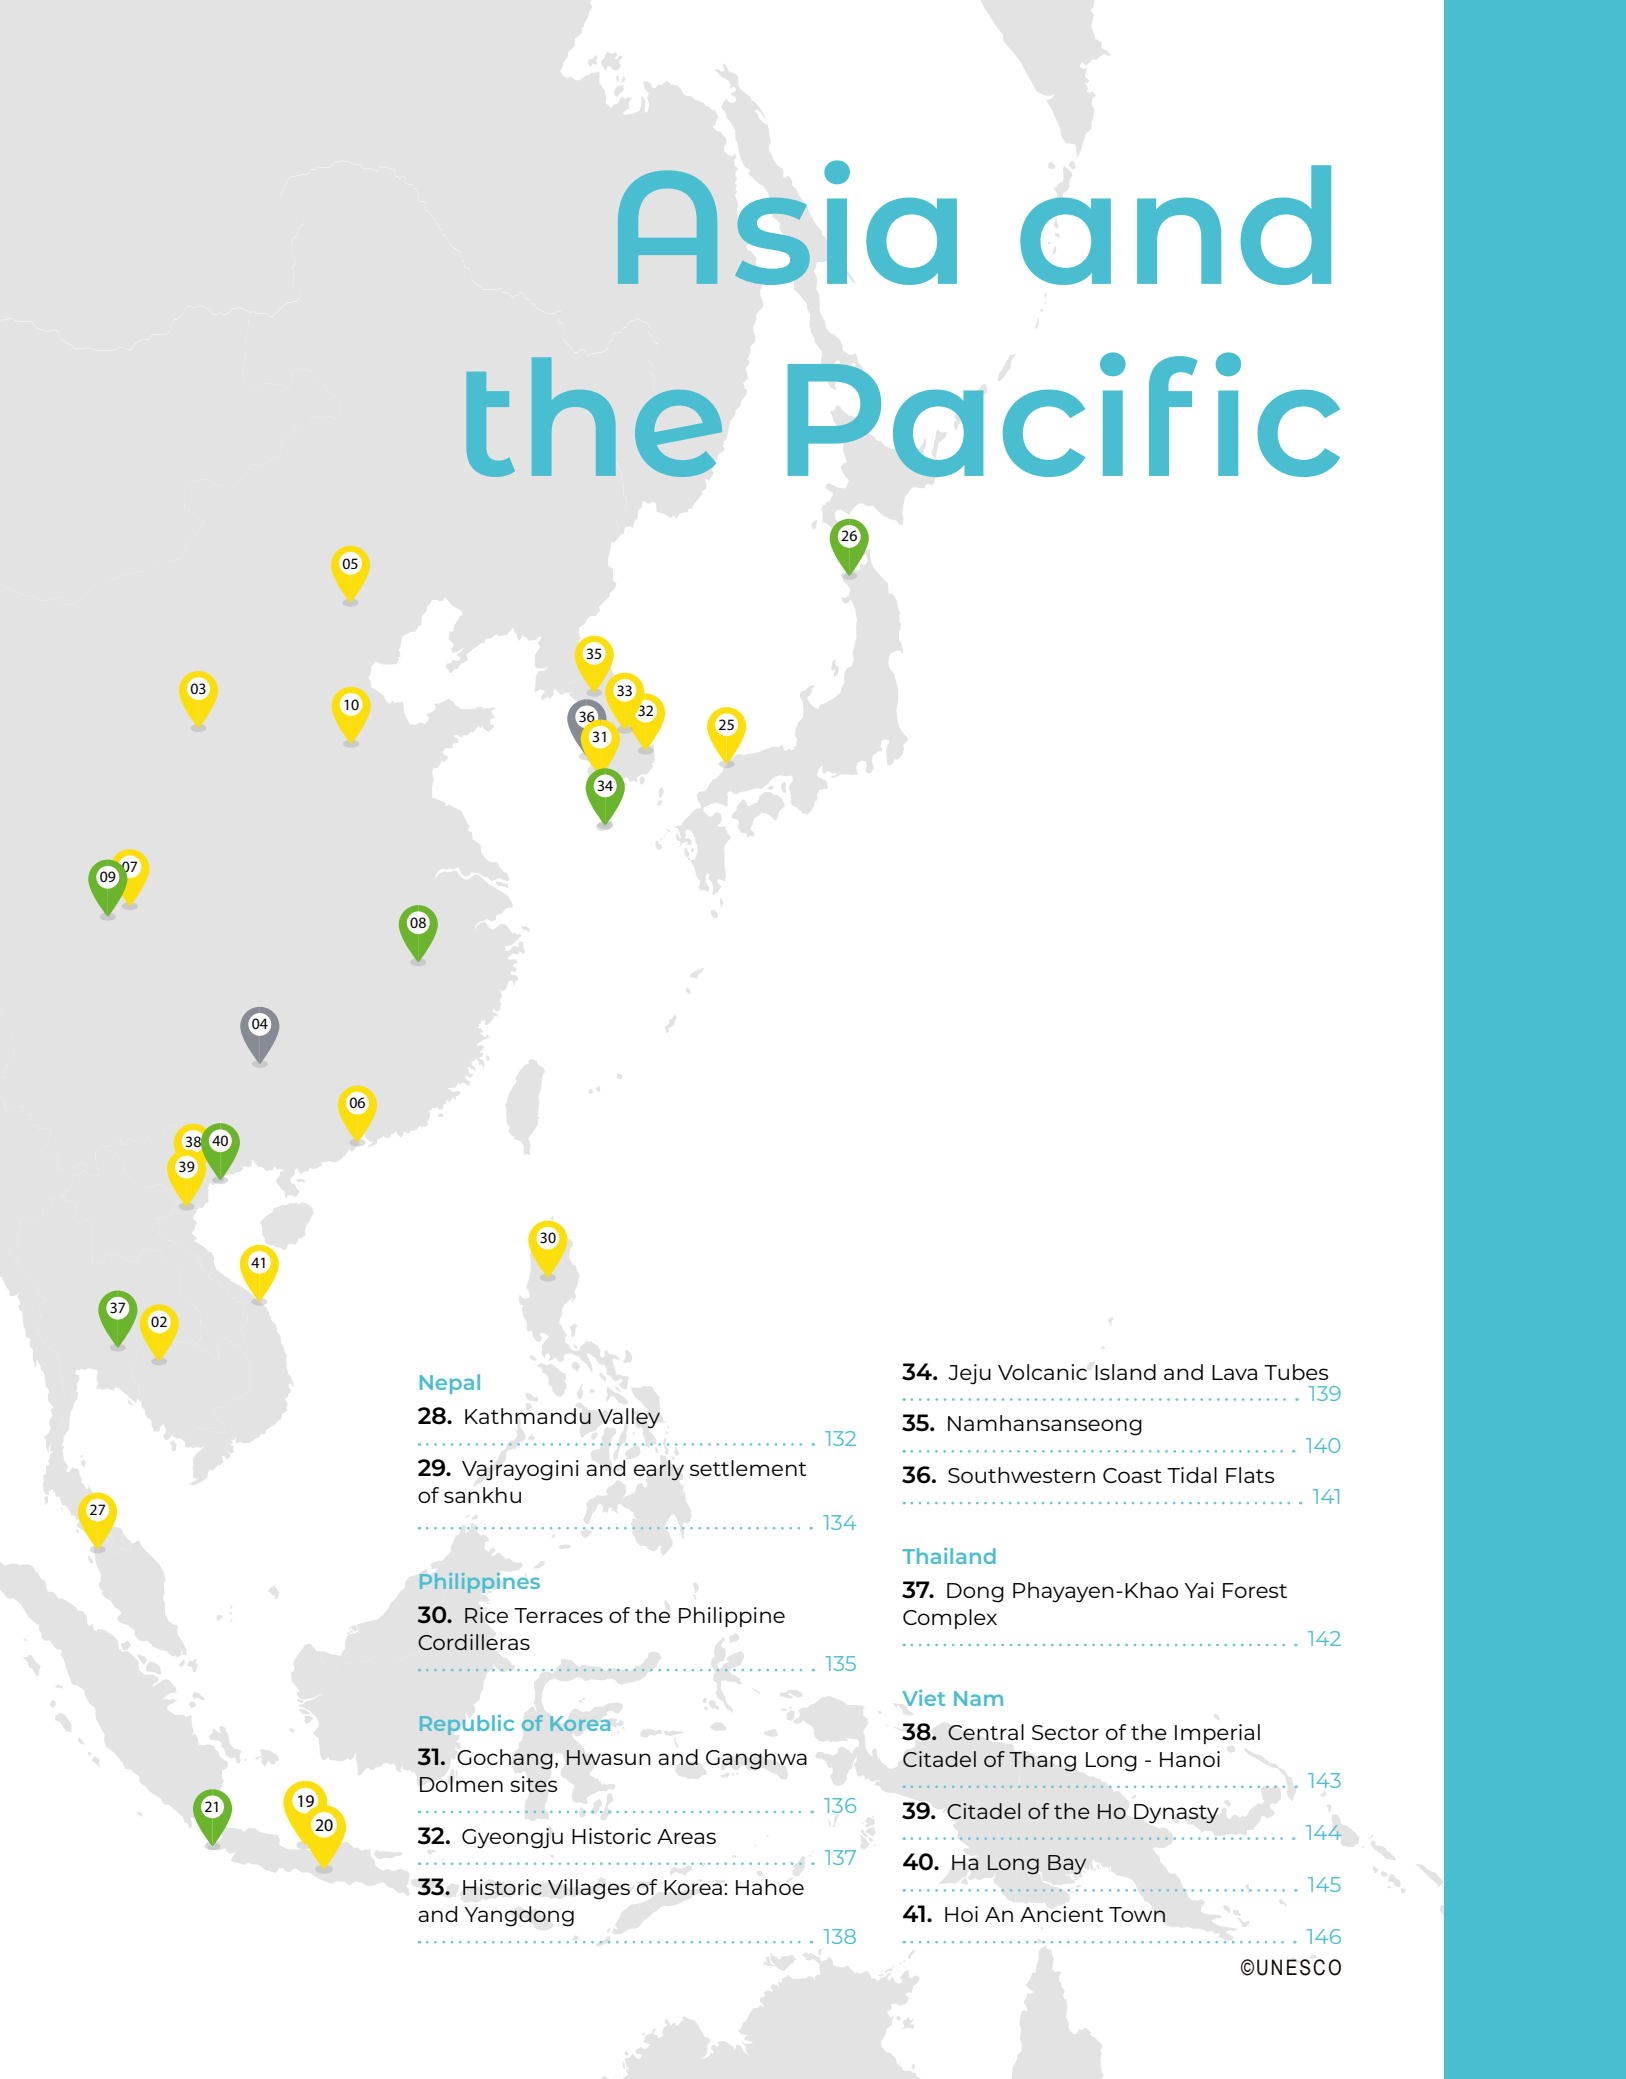 Asia and
the Pacific
26
05
35
03
33
10
32
36
25
31
34
07
09
08
04
06
38
40
39
30
41
37
02
27
19
21
20
Nepal
28. Kathmandu Valley
132
29. Vajrayogini and early settlement
of sankhu
134
Philippines
30. Rice Terraces of the Philippine
Cordilleras
135
Republic of Korea
31. Gochang, Hwasun and Ganghwa
Dolmen sites
136
32. Gyeongju Historic Areas
137
33. Historic Villages of Korea: Hahoe
and Yangdong
138
34. Jeju Volcanic Island and Lava Tubes
139
35. Namhansanseong
140
36. Southwestern Coast Tidal Flats
141
Thailand
37. Dong Phayayen-Khao Yai Forest
Complex
142
Viet Nam
38. Central Sector of the Imperial
Citadel of Thang Long - Hanoi
143
39. Citadel of the Ho Dynasty
144
40. Ha Long Bay
145
41. Hoi An Ancient Town
146
©UNESCO